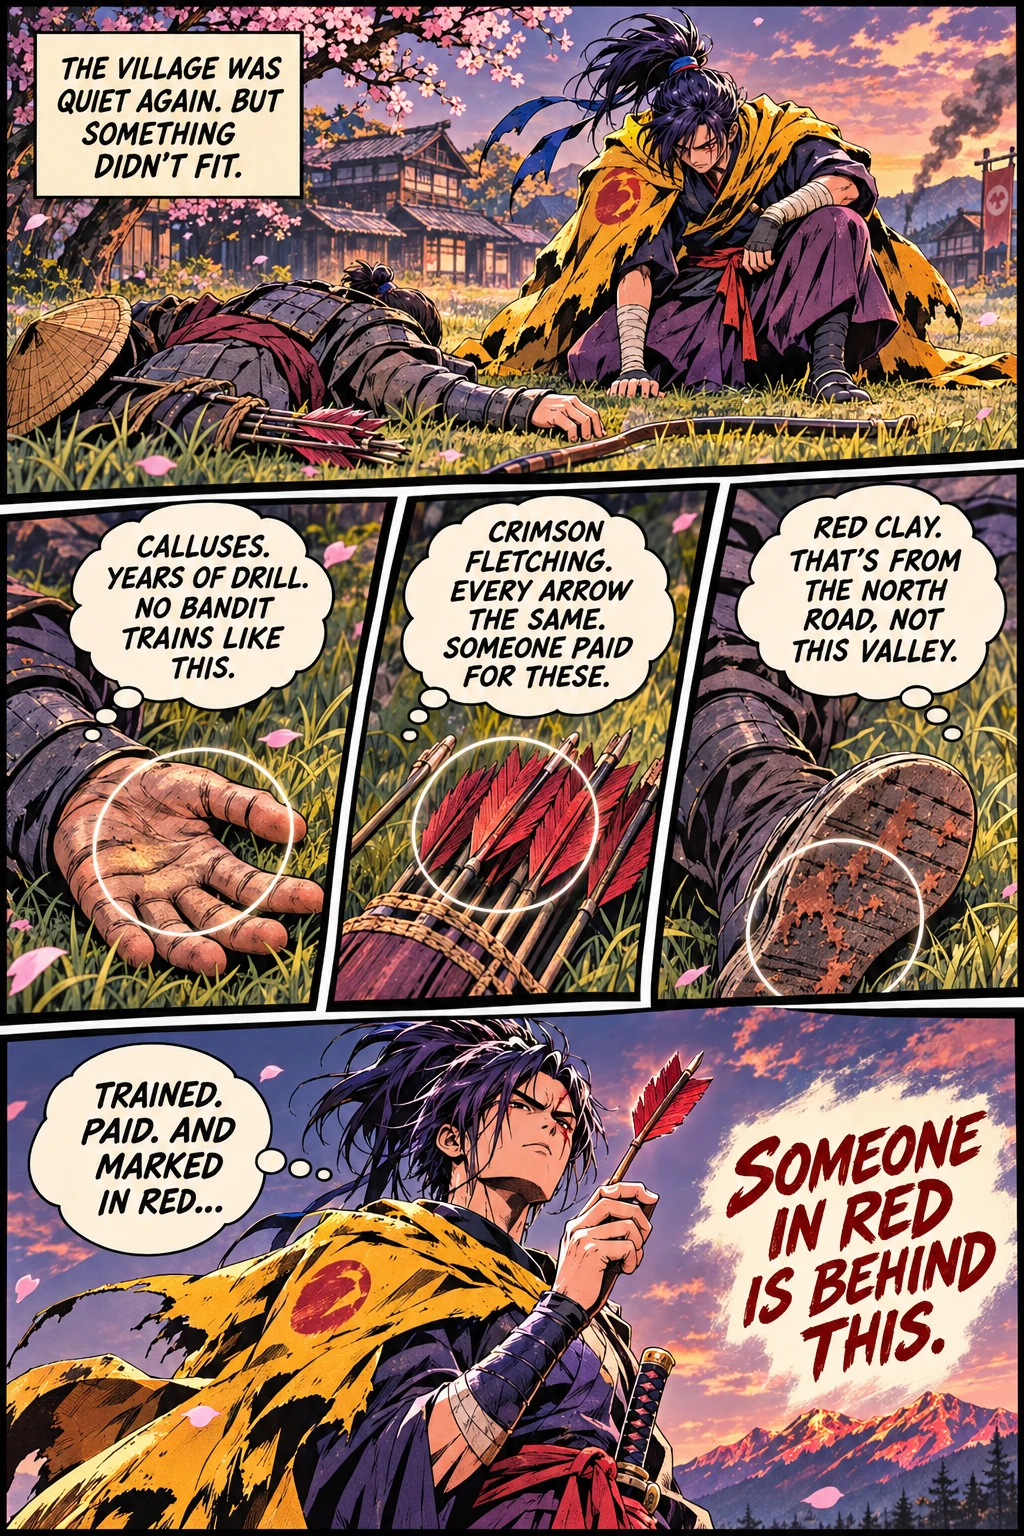 THE VILLAGE WAS
QUIET AGAIN. BUT
SOMETHING
DIDN'T FIT.
CALLUSES.
YEARS OF DRILL.
NO BANDIT
TRAINS LIKE
THIS.
CRIMSON
FLETCHING.
EVERY ARROW
THE SAME.
SOMEONE PAID
FOR THESE.
RED CLAY.
THAT'S FROM
THE NORTH
ROAD, NOT
THIS VALLEY.
TRAINED.
PAID. AND
MARKED
IN RED...
SOMEONE
IN RED
IS BEHIND
THIS.